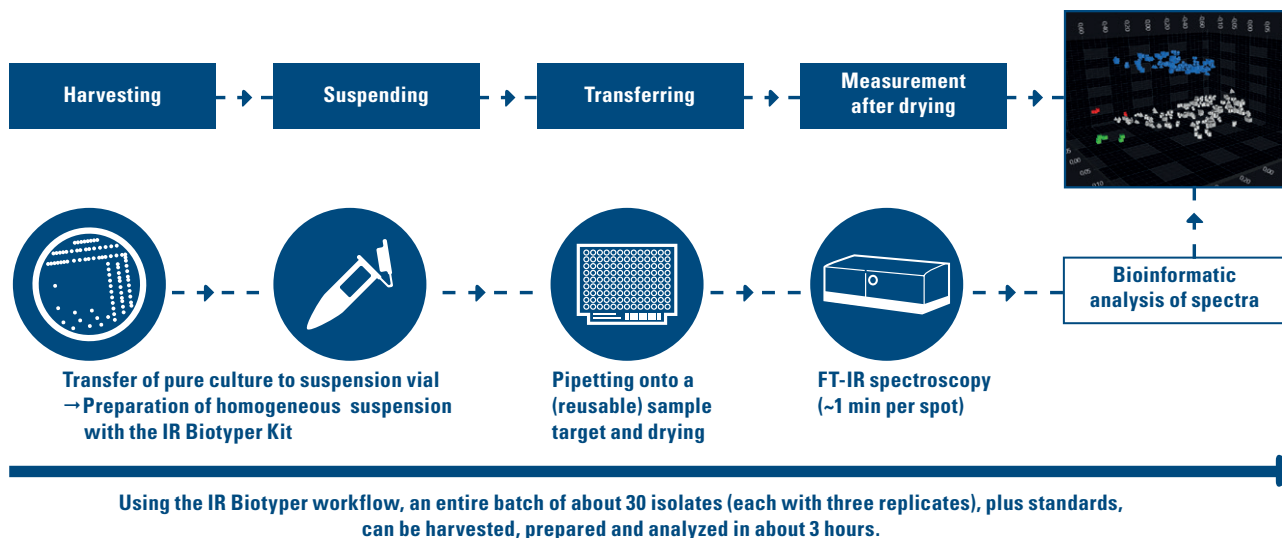 Harvesting
Suspending
Transferring
Measurement
after drying
Bioinformatic
analysis of spectra
Transfer of pure culture to suspension vial
→Preparation of homogeneous suspension
with the IR Biotyper Kit
Pipetting onto a
(reusable) sample
target and drying
FT-IR spectroscopy
(~1 min per spot)
Using the IR Biotyper workflow, an entire batch of about 30 isolates (each with three replicates), plus standards,
can be harvested, prepared and analyzed in about 3 hours.